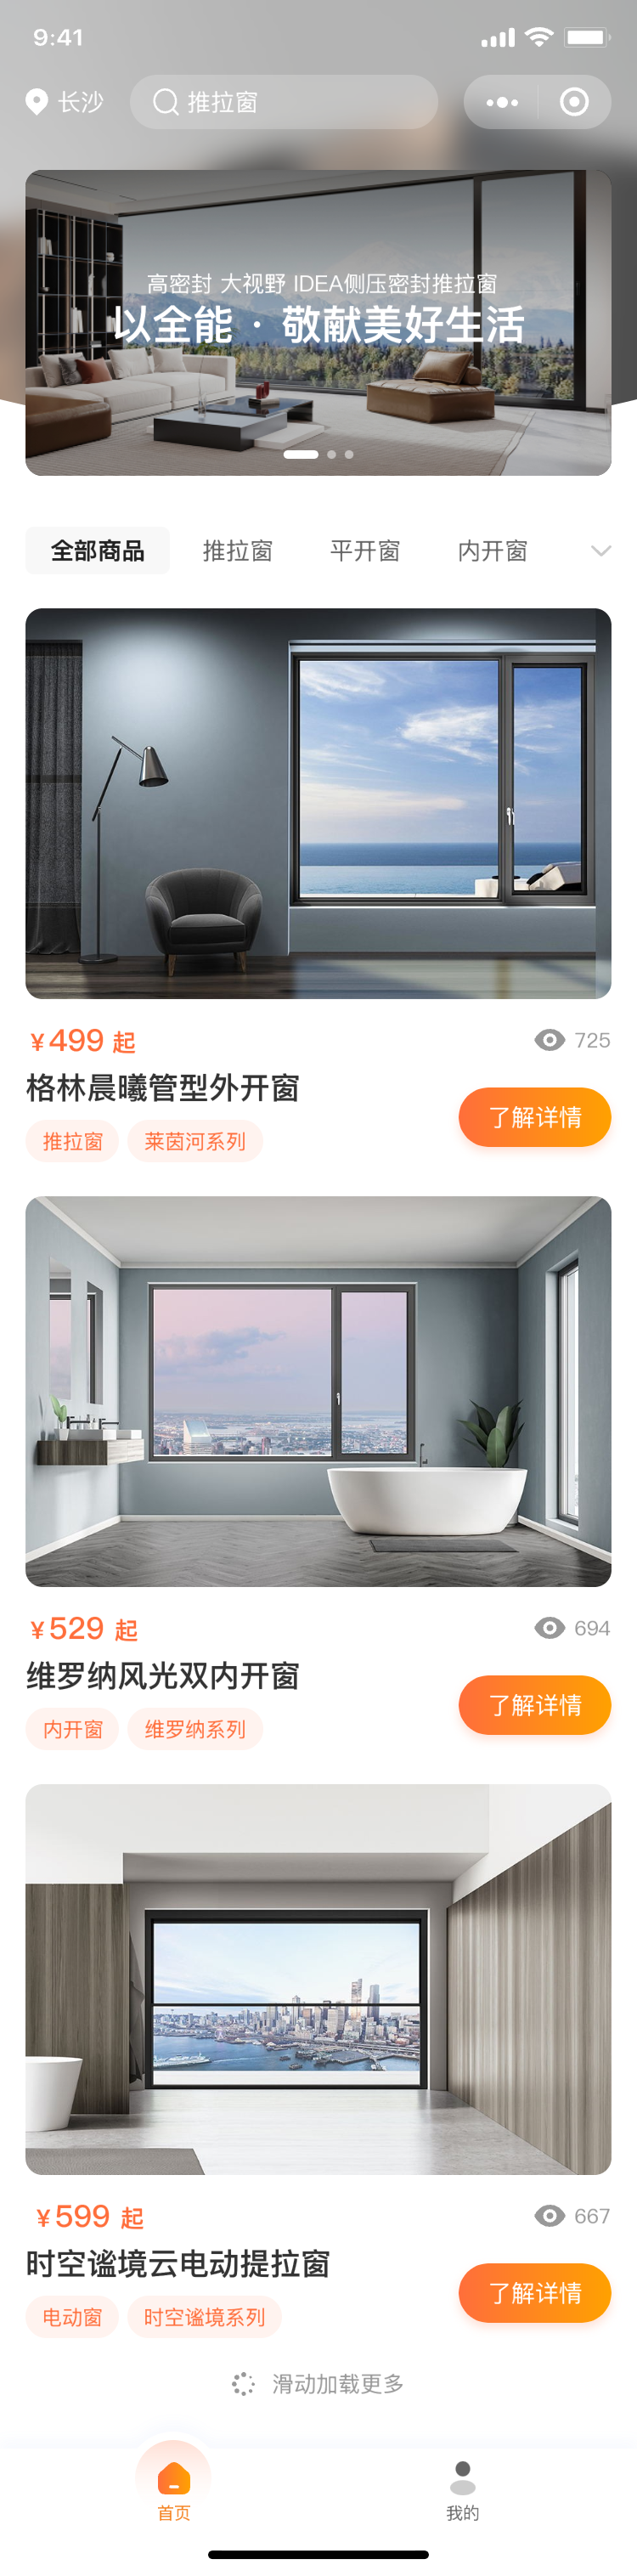 9:41
长沙
推拉窗
高密封 大视野 IDEA侧压密封推拉窗
以全能 · 敬献美好生活
全部商品 推拉窗 平开窗 内开窗
¥499 起
725
格林晨曦管型外开窗
了解详情
推拉窗 莱茵河系列
¥529 起
694
维罗纳风光双内开窗
了解详情
内开窗 维罗纳系列
¥599 起
667
时空谧境云电动提拉窗
了解详情
电动窗 时空谧境系列
滑动加载更多
首页 我的